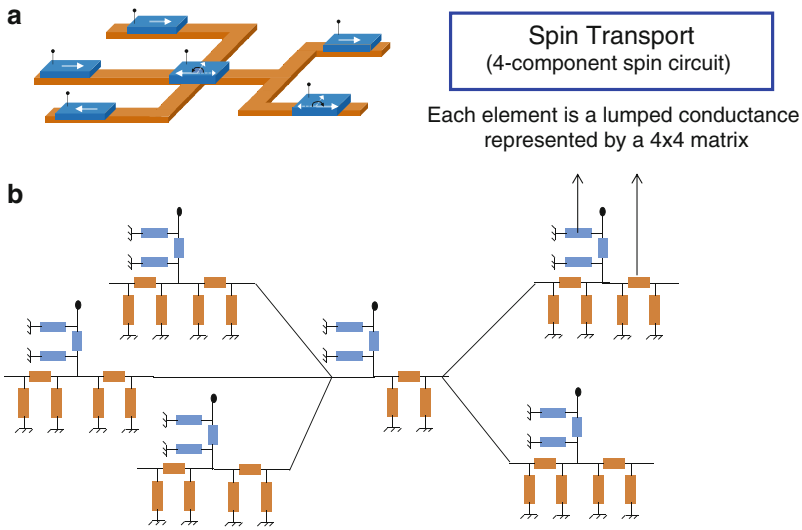 a
Spin Transport
(4-component spin circuit)
Each element is a lumped conductance
represented by a 4x4 matrix
b